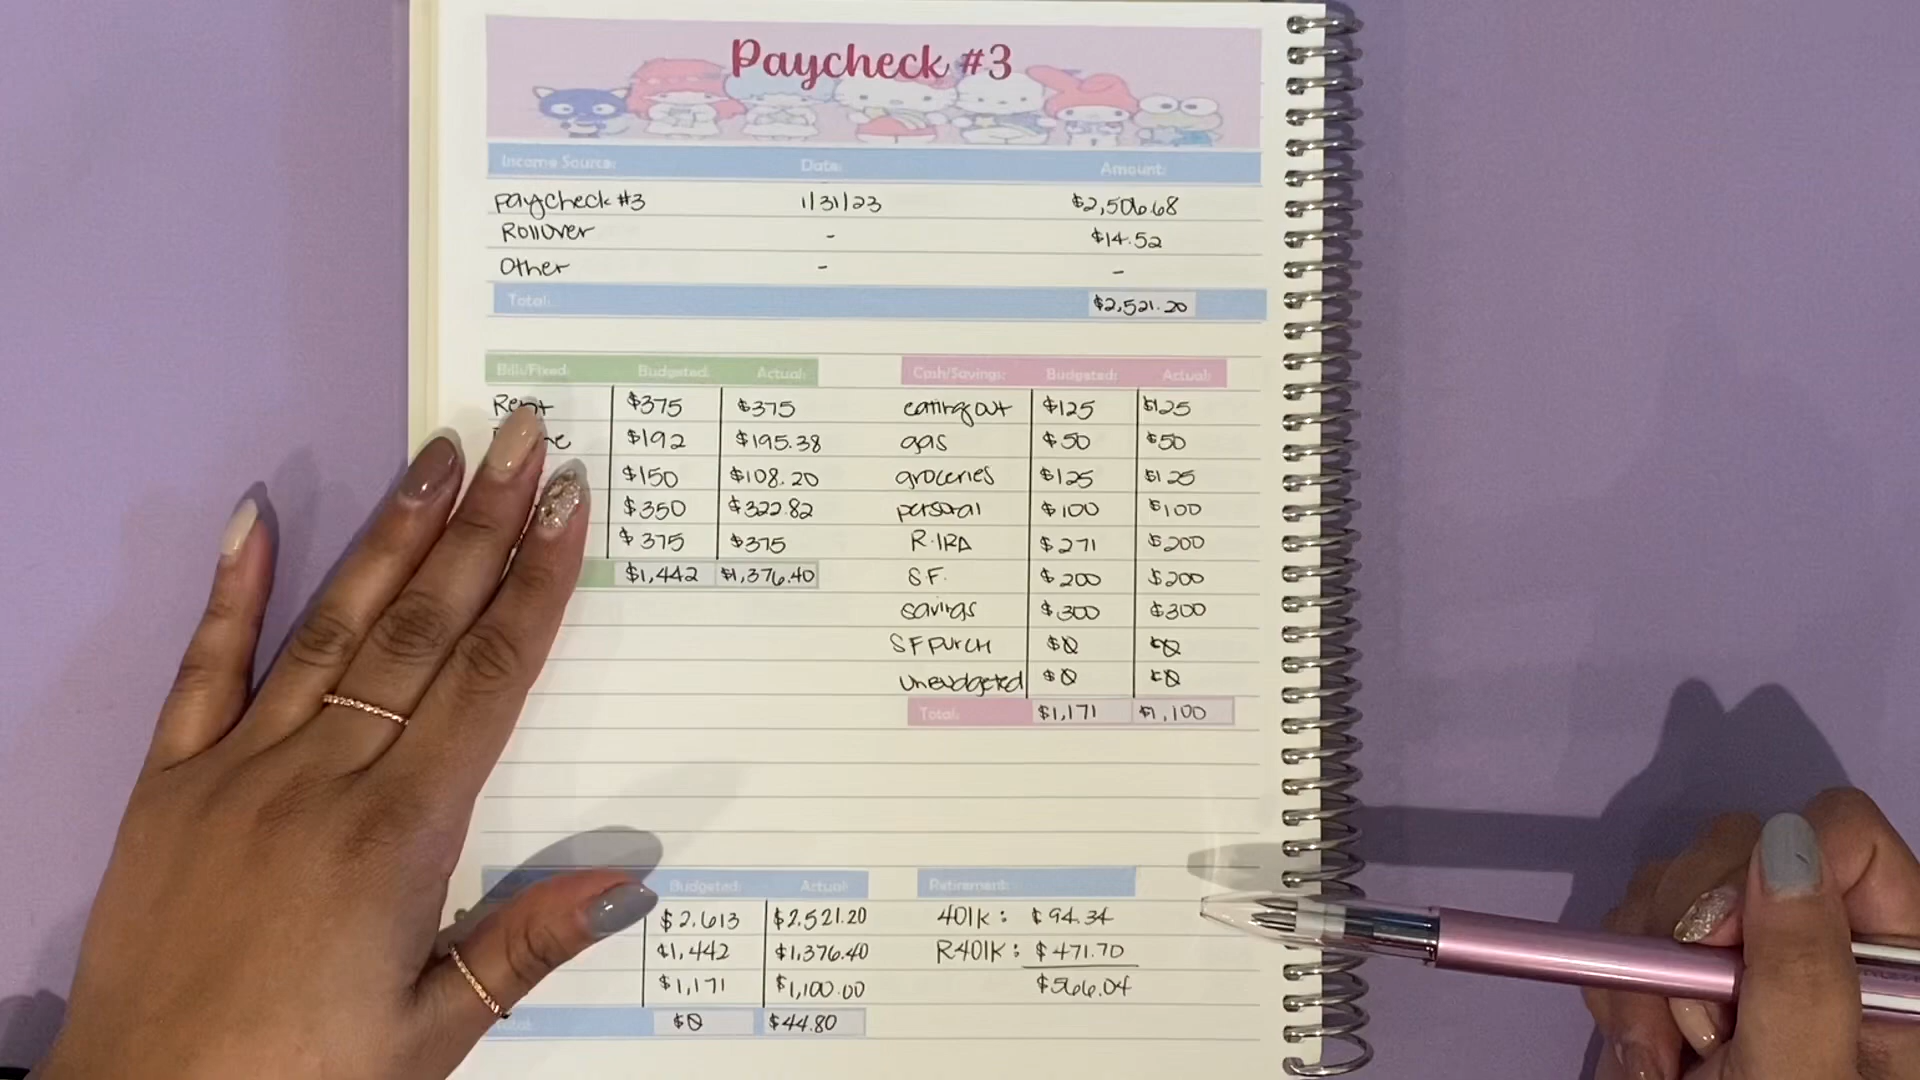 Paycheck #3
Income Source: Date: Amount:
Paycheck #3 1/31/23 $2,506.68
Rollover - $14.52
Other - -
Total: $2,521.20
Bills/Fixed: Budgeted: Actual:
Rent $375 $375
$192 $195.38
$150 $108.20
$350 $322.82
$375 $375
$1,442 $1,376.40
Cash/Savings: Budgeted: Actual:
eating out $125 $125
gas $50 $50
groceries $125 $125
personal $100 $100
R.IRA $271 $200
S.F. $200 $200
savings $300 $300
SF PURCH $0 $0
unbudgeted $0 $0
Total: $1,171 $1,100
Budgeted: Actual:
$2,613 $2,521.20
$1,442 $1,376.40
$1,171 $1,100.00
$0 $44.80
Retirement:
401K: $94.34
R401K: $471.70
$566.04